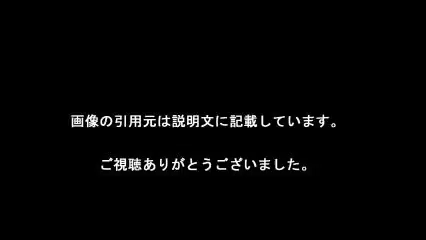 画像の引用元は説明文に記載しています。
ご視聴ありがとうございました。